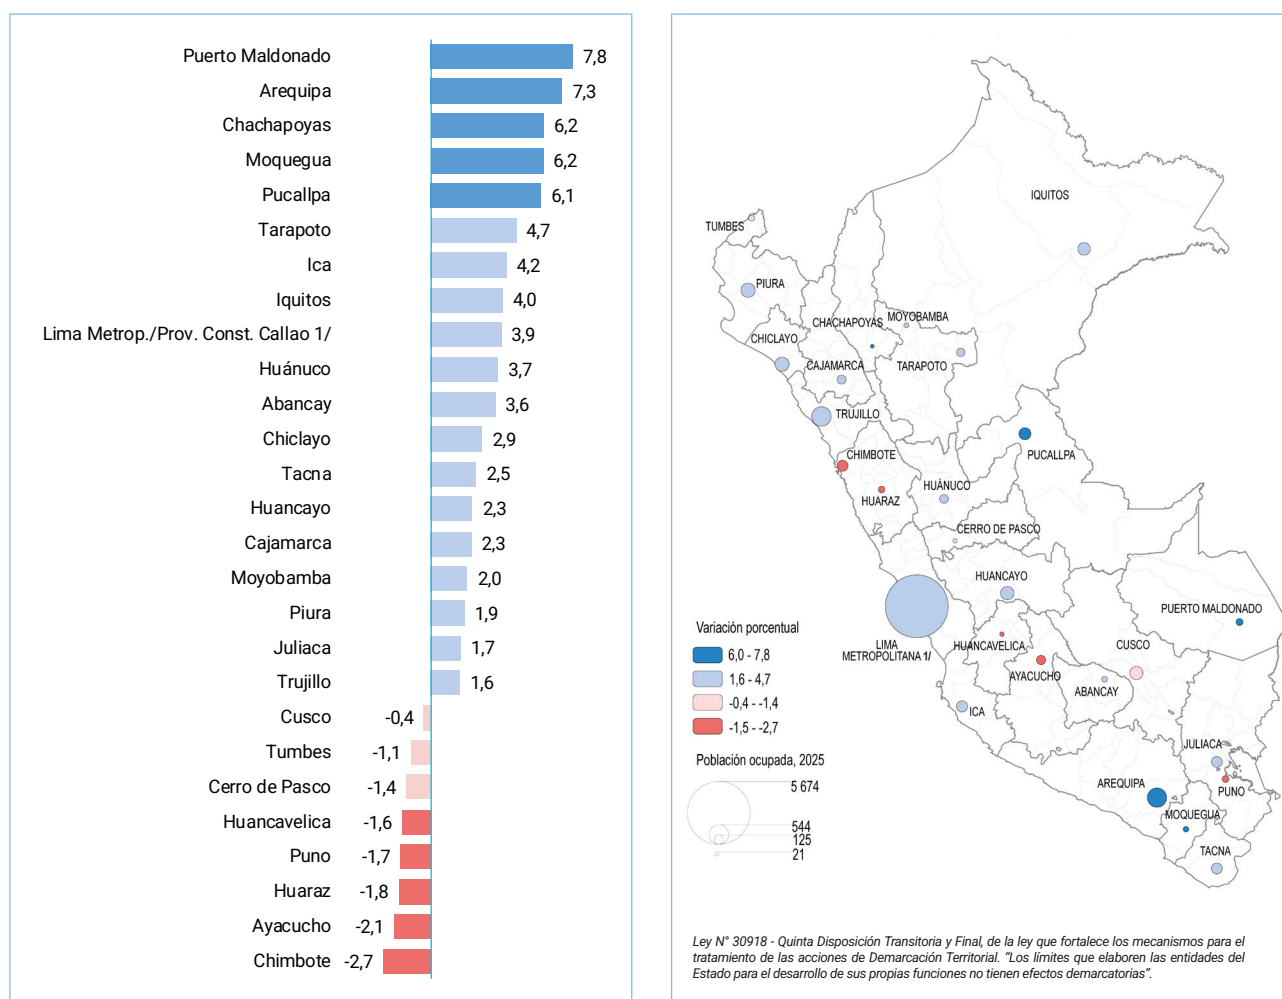 Puerto Maldonado 7,8
Arequipa 7,3
Chachapoyas 6,2
Moquegua 6,2
Pucallpa 6,1
Tarapoto 4,7
Ica 4,2
Iquitos 4,0
Lima Metrop./Prov. Const. Callao 1/ 3,9
Huánuco 3,7
Abancay 3,6
Chiclayo 2,9
Tacna 2,5
Huancayo 2,3
Cajamarca 2,3
Moyobamba 2,0
Piura 1,9
Juliaca 1,7
Trujillo 1,6
Cusco -0,4
Tumbes -1,1
Cerro de Pasco -1,4
Huancavelica -1,6
Puno -1,7
Huaraz -1,8
Ayacucho -2,1
Chimbote -2,7
IQUITOS
TUMBES
PIURA
MOYOBAMBA
CHACHAPOYAS
CHICLAYO
CAJAMARCA
TARAPOTO
TRUJILLO
CHIMBOTE
PUCALLPA
HUÁNUCO
HUARAZ
CERRO DE PASCO
HUANCAYO
PUERTO MALDONADO
LIMA
METROPOLITANA 1/
HUANCAVELICA
CUSCO
AYACUCHO
ABANCAY
ICA
JULIACA
AREQUIPA
PUNO
MOQUEGUA
TACNA
Variación porcentual
6,0 - 7,8
1,6 - 4,7
-0,4 - -1,4
-1,5 - -2,7
Población ocupada, 2025
5 674
544
125
21
Ley N° 30918 - Quinta Disposición Transitoria y Final, de la ley que fortalece los mecanismos para el
tratamiento de las acciones de Demarcación Territorial. "Los límites que elaboren las entidades del
Estado para el desarrollo de sus propias funciones no tienen efectos demarcatorias".